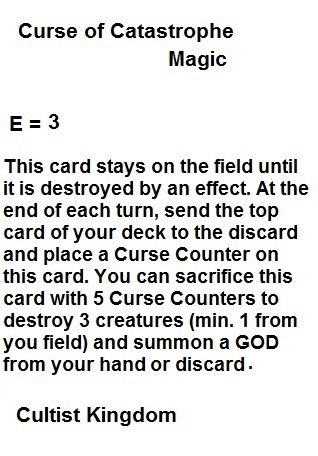 Curse of Catastrophe
Magic
E = 3
This card stays on the field until
it is destroyed by an effect. At the
end of each turn, send the top
card of your deck to the discard
and place a Curse Counter on
this card. You can sacrifice this
card with 5 Curse Counters to
destroy 3 creatures (min. 1 from
you field) and summon a GOD
from your hand or discard.
Cultist Kingdom